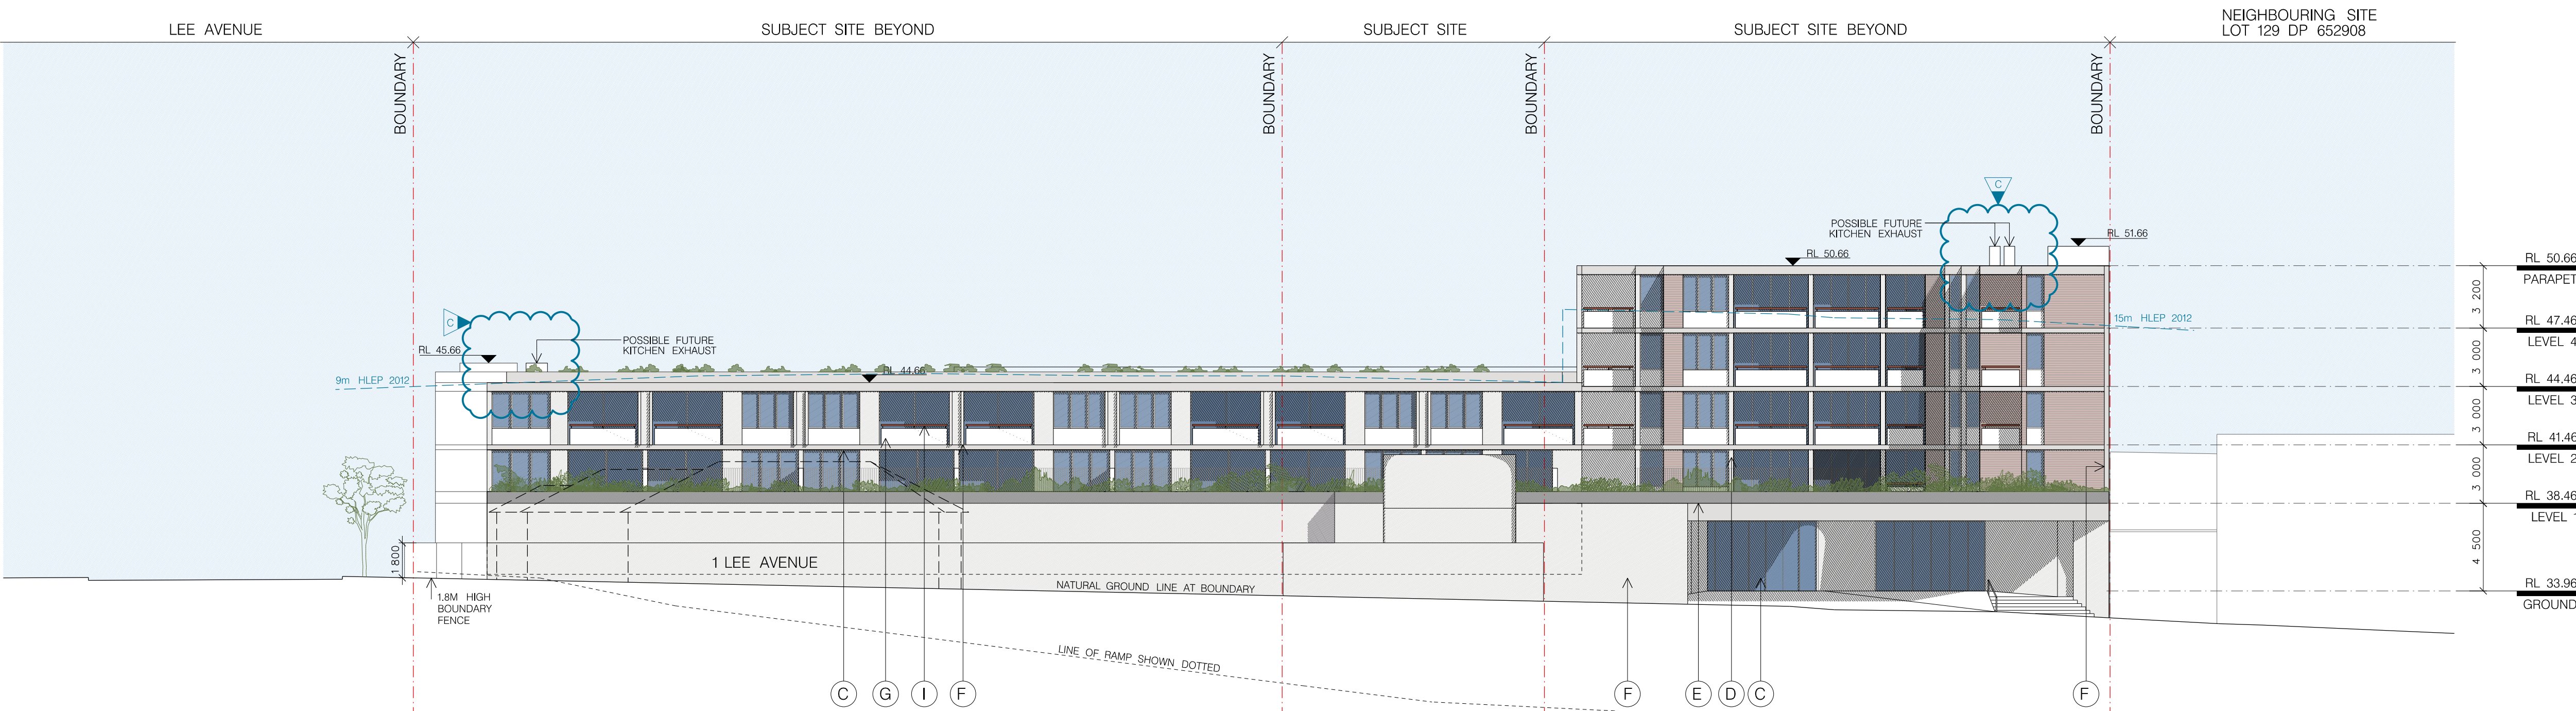 LEE AVENUE
SUBJECT SITE BEYOND
SUBJECT SITE
SUBJECT SITE BEYOND
NEIGHBOURING SITE
LOT 129 DP 652908
BOUNDARY
BOUNDARY
BOUNDARY
BOUNDARY
C
POSSIBLE FUTURE
KITCHEN EXHAUST
RL 51.66
RL 50.66
RL 50.66
PARAPET
3 200
15m HLEP 2012
RL 47.46
LEVEL 4
3 000
C
POSSIBLE FUTURE
KITCHEN EXHAUST
RL 45.66
9m HLEP 2012
RL 44.66
RL 44.46
LEVEL 3
3 000
RL 41.46
LEVEL 2
3 000
RL 38.46
LEVEL 1
4 500
1 800
1 LEE AVENUE
NATURAL GROUND LINE AT BOUNDARY
RL 33.96
GROUND
1.8M HIGH
BOUNDARY
FENCE
LINE OF RAMP SHOWN DOTTED
C
G
I
F
F
E
D
C
F